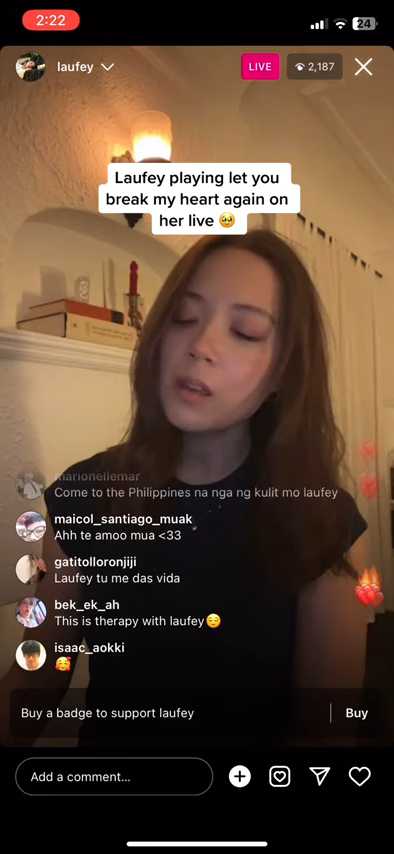 2:22
24
laufey
LIVE
2,187
Laufey playing let you
break my heart again on
her live 🥹
marionellemar
Come to the Philippines na nga ng kulit mo laufey
maicol_santiago_muak
Ahh te amoo mua <33
gatitolloronjiji
Laufey tu me das vida
bek_ek_ah
This is therapy with laufey😌
isaac_aokki
🥰
Buy a badge to support laufey
Buy
Add a comment...